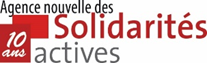 Agence nouvelle des
Solidarités
10 ans
actives